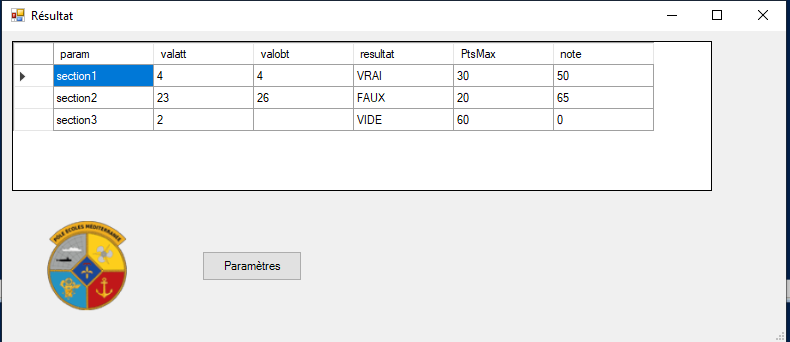 Résultat
param valatt valobt resultat PtsMax note
section1 4 4 VRAI 30 50
section2 23 26 FAUX 20 65
section3 2 VIDE 60 0
PÔLE ÉCOLES MÉDITERRANÉE
Paramètres